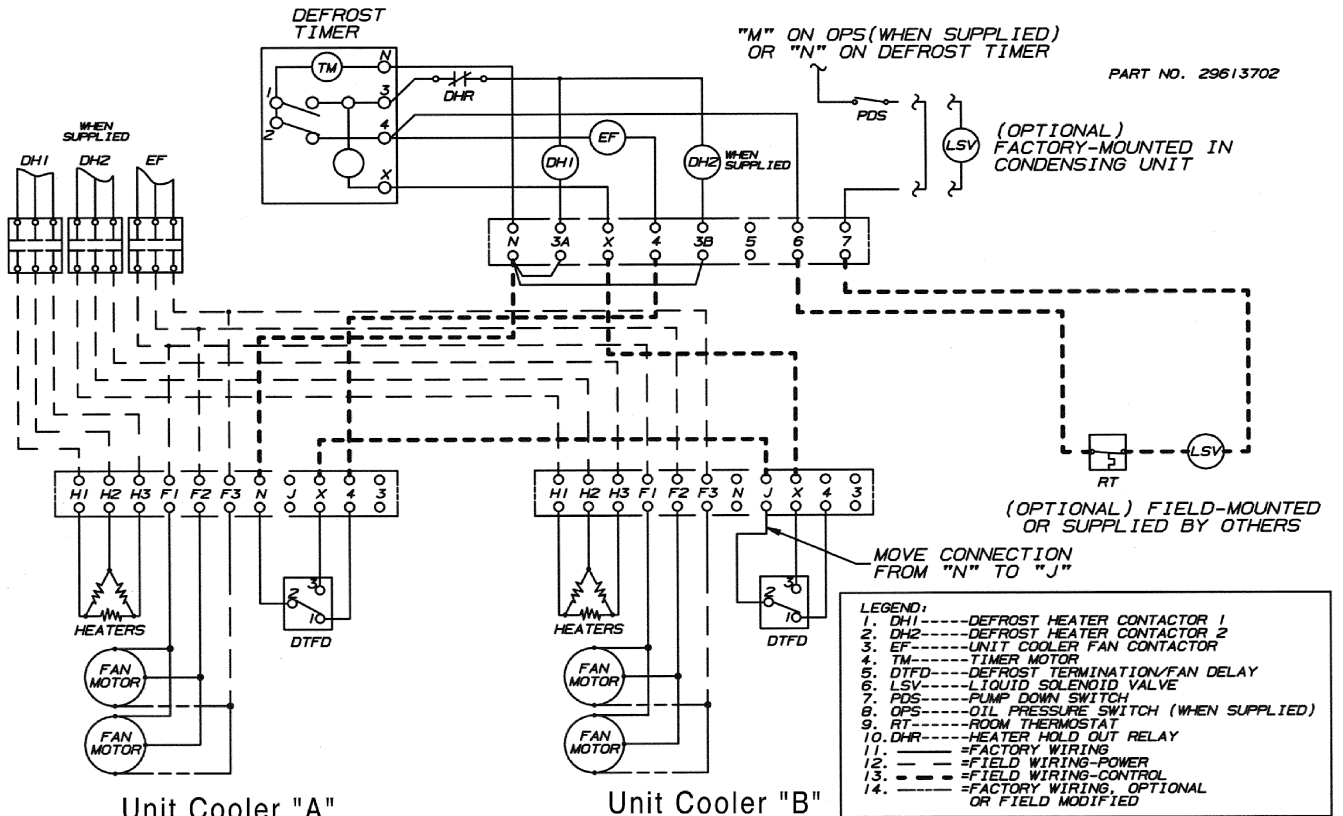 DEFROST
TIMER
"M" ON OPS (WHEN SUPPLIED)
OR "N" ON DEFROST TIMER
PART NO. 29613702
TM
N
3
DHR
1
2
4
X
EF
DH1
DH2
WHEN
SUPPLIED
PDS
LSV
(OPTIONAL)
FACTORY-MOUNTED IN
CONDENSING UNIT
WHEN
SUPPLIED
DH1 DH2 EF
N 3A X 4 3B 5 6 7
H1 H2 H3 F1 F2 F3 N J X 4 3
H1 H2 H3 F1 F2 F3 N J X 4 3
RT
LSV
(OPTIONAL) FIELD-MOUNTED
OR SUPPLIED BY OTHERS
MOVE CONNECTION
FROM "N" TO "J"
HEATERS
3
2
1
DTFD
HEATERS
3
2
1
DTFD
FAN
MOTOR
FAN
MOTOR
FAN
MOTOR
FAN
MOTOR
Unit Cooler "A"
Unit Cooler "B"
LEGEND:
1. DH1-----DEFROST HEATER CONTACTOR 1
2. DH2-----DEFROST HEATER CONTACTOR 2
3. EF------UNIT COOLER FAN CONTACTOR
4. TM------TIMER MOTOR
5. DTFD----DEFROST TERMINATION/FAN DELAY
6. LSV-----LIQUID SOLENOID VALVE
7. PDS-----PUMP DOWN SWITCH
8. OPS-----OIL PRESSURE SWITCH (WHEN SUPPLIED)
9. RT------ROOM THERMOSTAT
10. DHR-----HEATER HOLD OUT RELAY
11. =FACTORY WIRING
12. =FIELD WIRING-POWER
13. =FIELD WIRING-CONTROL
14. =FACTORY WIRING, OPTIONAL
OR FIELD MODIFIED